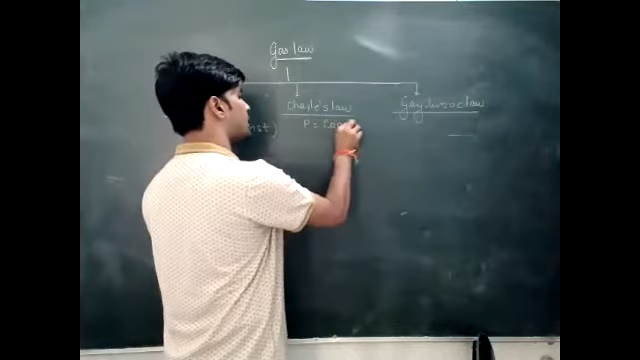 Gas law
Charle's law
Gay lussac law
nst)
P = Con